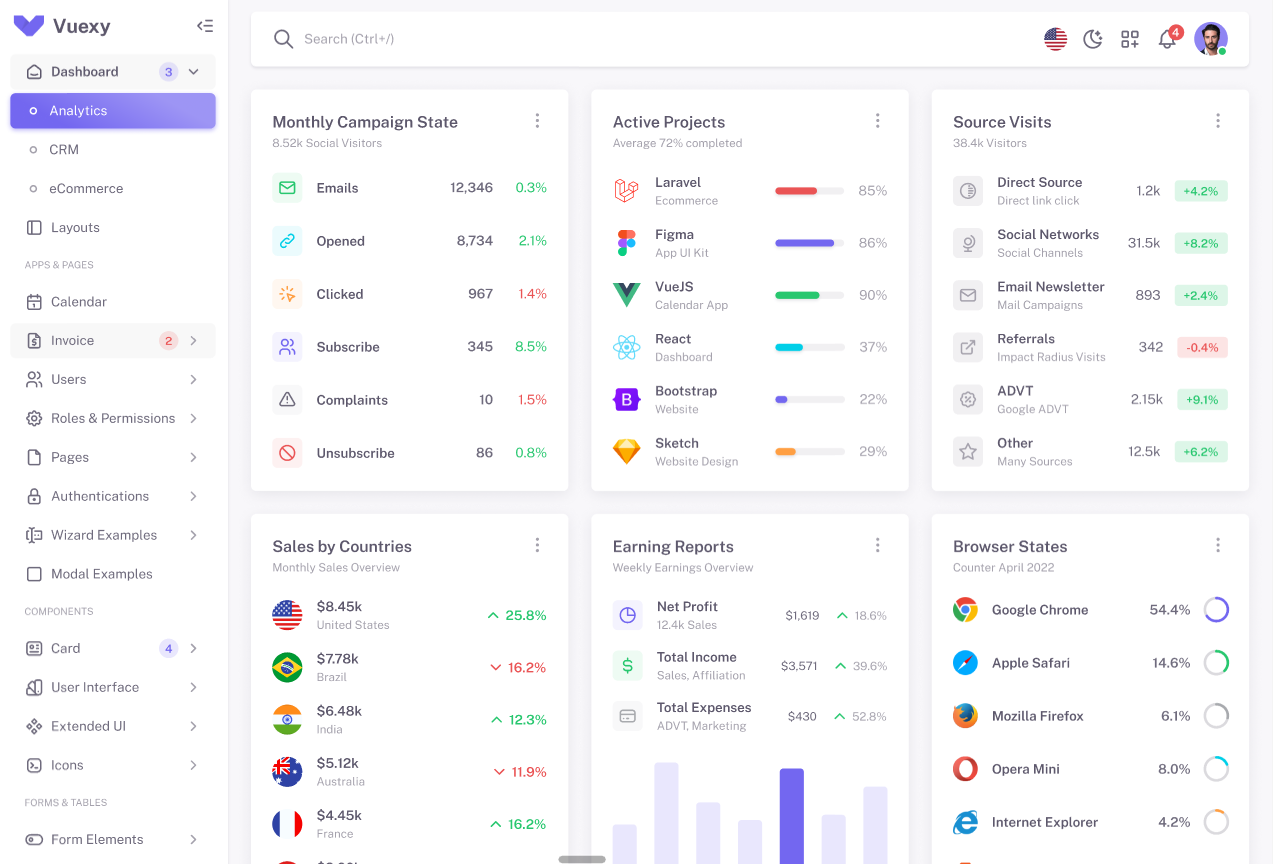 Vuexy
Dashboard 3
Analytics
CRM
eCommerce
Layouts
APPS & PAGES
Calendar
Invoice 2
Users
Roles & Permissions
Pages
Authentications
Wizard Examples
Modal Examples
COMPONENTS
Card 4
User Interface
Extended UI
Icons
FORMS & TABLES
Form Elements
Search (Ctrl+/)
4
Monthly Campaign State
8.52k Social Visitors
Emails 12,346 0.3%
Opened 8,734 2.1%
Clicked 967 1.4%
Subscribe 345 8.5%
Complaints 10 1.5%
Unsubscribe 86 0.8%
Active Projects
Average 72% completed
Laravel
Ecommerce
85%
Figma
App UI Kit
86%
VueJS
Calendar App
90%
React
Dashboard
37%
B
Bootstrap
Website
22%
Sketch
Website Design
29%
Source Visits
38.4k Visitors
Direct Source
Direct link click
1.2k +4.2%
Social Networks
Social Channels
31.5k +8.2%
Email Newsletter
Mail Campaigns
893 +2.4%
Referrals
Impact Radius Visits
342 -0.4%
ADVT
Google ADVT
2.15k +9.1%
Other
Many Sources
12.5k +6.2%
Sales by Countries
Monthly Sales Overview
$8.45k
United States
25.8%
$7.78k
Brazil
16.2%
$6.48k
India
12.3%
$5.12k
Australia
11.9%
$4.45k
France
16.2%
Earning Reports
Weekly Earnings Overview
Net Profit
12.4k Sales
$1,619 18.6%
Total Income
Sales, Affiliation
$3,571 39.6%
Total Expenses
ADVT, Marketing
$430 52.8%
Browser States
Counter April 2022
Google Chrome 54.4%
Apple Safari 14.6%
Mozilla Firefox 6.1%
Opera Mini 8.0%
Internet Explorer 4.2%